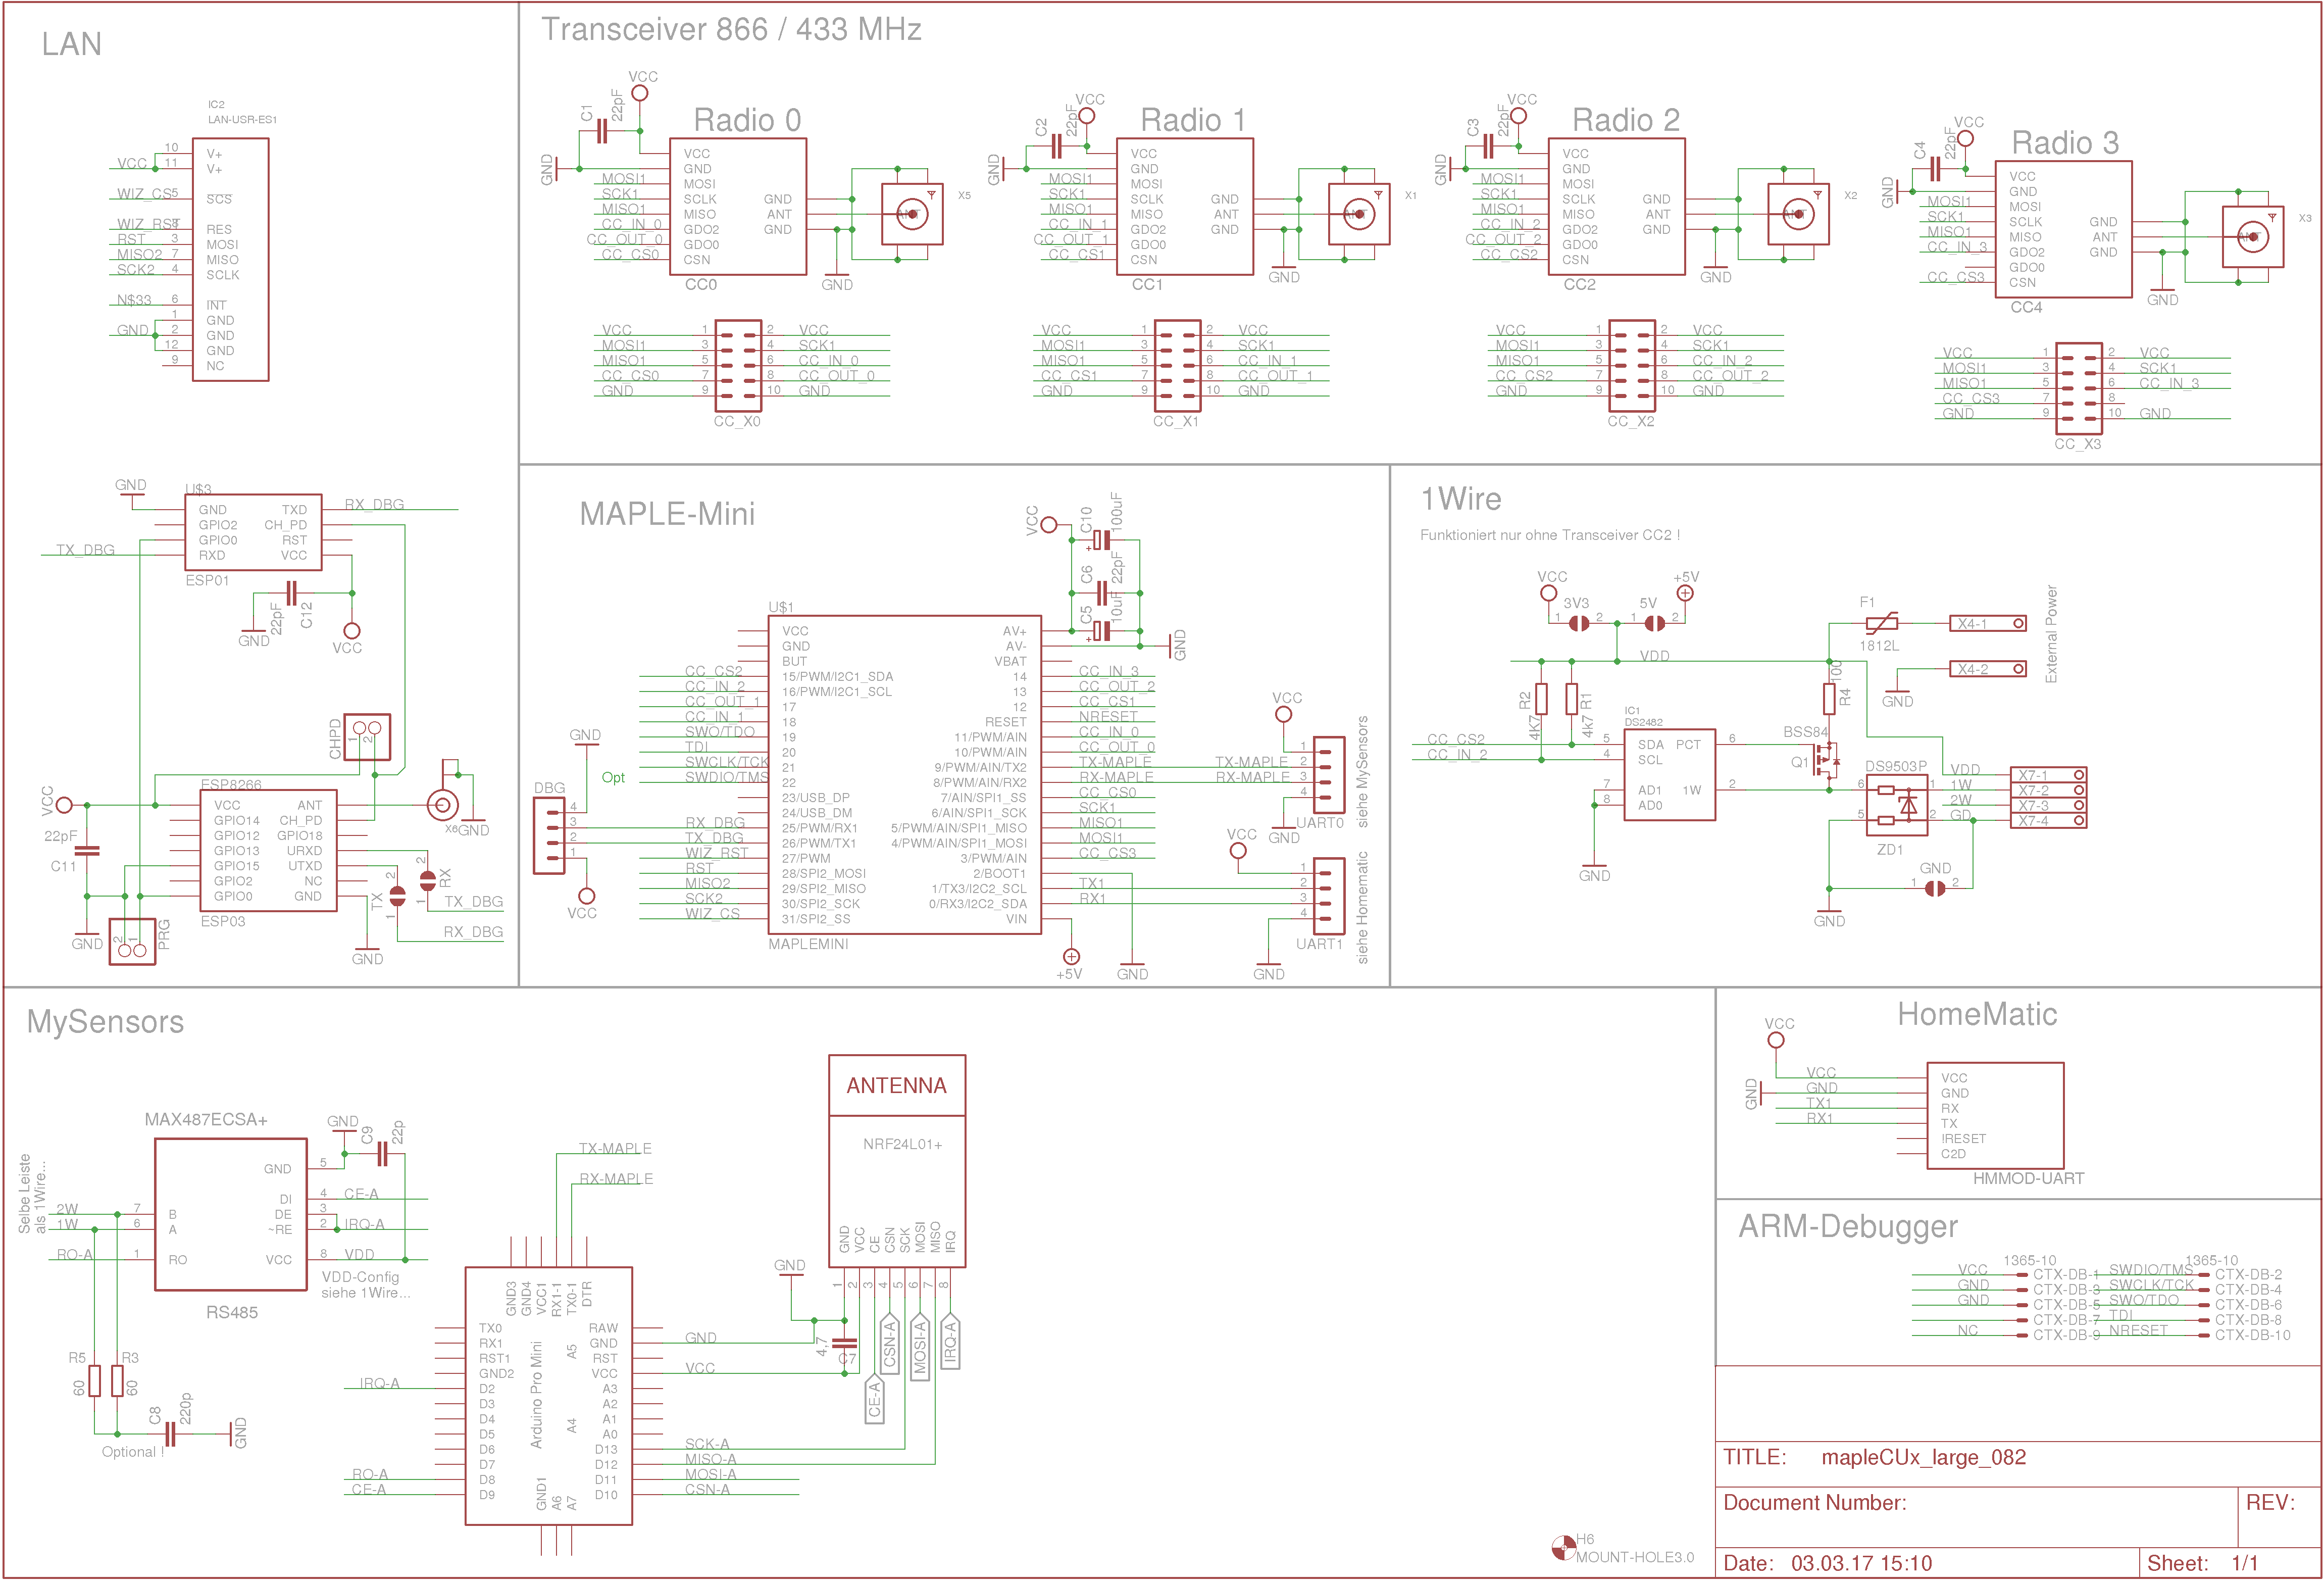 LAN
IC2
LAN-USR-ES1
VCC 10 V+
11 V+
WIZ_CS 5 SCS
WIZ_RST 8 RES
RST 3 MOSI
MISO2 7 MISO
SCK2 4 SCLK
N$33 6 INT
1 GND
GND 2 GND
12 GND
9 NC
GND U$3
GND TXD RX_DBG
GPIO2 CH_PD
GPIO0 RST
TX_DBG RXD VCC
ESP01
22pF C12
GND VCC
CHPD 1 2
ESP8266
VCC VCC ANT
GPIO14 CH_PD X6 GND
GPIO12 GPIO18
22pF GPIO13 URXD
C11 GPIO15 UTXD
GPIO2 NC
GPIO0 GND
ESP03
TX 1 2 RX 1 2
TX_DBG
RX_DBG
GND 2 1 PRG GND
Transceiver 866 / 433 MHz
VCC
C1 22pF
Radio 0
GND VCC
GND
MOSI1 MOSI
SCK1 SCLK GND
MISO1 MISO ANT
CC_IN_0 GDO2 GND
CC_OUT_0 GDO0
CC_CS0 CSN
CC0 GND
ANT X5
VCC 1 2 VCC
MOSI1 3 4 SCK1
MISO1 5 6 CC_IN_0
CC_CS0 7 8 CC_OUT_0
GND 9 10 GND
CC_X0
VCC
C2 22pF
Radio 1
GND VCC
GND
MOSI1 MOSI
SCK1 SCLK GND
MISO1 MISO ANT
CC_IN_1 GDO2 GND
CC_OUT_1 GDO0
CC_CS1 CSN
CC1 GND
ANT X1
VCC 1 2 VCC
MOSI1 3 4 SCK1
MISO1 5 6 CC_IN_1
CC_CS1 7 8 CC_OUT_1
GND 9 10 GND
CC_X1
VCC
C3 22pF
Radio 2
GND VCC
GND
MOSI1 MOSI
SCK1 SCLK GND
MISO1 MISO ANT
CC_IN_2 GDO2 GND
CC_OUT_2 GDO0
CC_CS2 CSN
CC2 GND
ANT X2
VCC 1 2 VCC
MOSI1 3 4 SCK1
MISO1 5 6 CC_IN_2
CC_CS2 7 8 CC_OUT_2
GND 9 10 GND
CC_X2
VCC
C4 22pF
Radio 3
GND VCC
GND
MOSI1 MOSI
SCK1 SCLK GND
MISO1 MISO ANT
CC_IN_3 GDO2 GND
GDO0
CC_CS3 CSN
CC4 GND
ANT X3
VCC 1 2 VCC
MOSI1 3 4 SCK1
MISO1 5 6 CC_IN_3
CC_CS3 7 8
GND 9 10 GND
CC_X3
MAPLE-Mini
VCC C10 100uF
C6 22pF
C5 10uF
GND
U$1
VCC AV+
GND AV-
BUT VBAT
CC_CS2 15/PWM/I2C1_SDA 14 CC_IN_3
CC_IN_2 16/PWM/I2C1_SCL 13 CC_OUT_2
CC_OUT_1 17 12 CC_CS1
CC_IN_1 18 RESET NRESET
SWO/TDO 19 11/PWM/AIN CC_IN_0
TDI 20 10/PWM/AIN CC_OUT_0
SWCLK/TCK 21 9/PWM/AIN/TX2 TX-MAPLE
SWDIO/TMS 22 8/PWM/AIN/RX2 RX-MAPLE
23/USB_DP 7/AIN/SPI1_SS CC_CS0
24/USB_DM 6/AIN/SPI1_SCK SCK1
RX_DBG 25/PWM/RX1 5/PWM/AIN/SPI1_MISO MISO1
TX_DBG 26/PWM/TX1 4/PWM/AIN/SPI1_MOSI MOSI1
WIZ_RST 27/PWM 3/PWM/AIN CC_CS3
RST 28/SPI2_MOSI 2/BOOT1
MISO2 29/SPI2_MISO 1/TX3/I2C2_SCL TX1
SCK2 30/SPI2_SCK 0/RX3/I2C2_SDA RX1
WIZ_CS 31/SPI2_SS VIN
MAPLEMINI
+5V GND
GND
Opt
DBG
4
3
2
1
VCC
VCC
1
TX-MAPLE 2
RX-MAPLE 3
4
GND UART0
siehe MySensors
VCC
1
2
3
4
GND UART1
siehe Homematic
1Wire
Funktioniert nur ohne Transceiver CC2 !
VCC +5V
3V3 5V
1 2 1 2
VDD
F1
1812L
X4-1
X4-2
GND
External Power
R2 4K7
R1 4k7
100 R4
IC1
DS2482
CC_CS2 5 SDA PCT 6
CC_IN_2 4 SCL
7 AD1 1W 2
8 AD0
GND
BSS84
Q1
DS9503P
6 1
5 2
ZD1
VDD X7-1
1W X7-2
2W X7-3
GD X7-4
GND
1 2
GND
MySensors
MAX487ECSA+
Selbe Leiste
als 1Wire...
GND C9 22p
GND 5
DI 4 CE-A
2W 7 B DE 3
1W 6 A ~RE 2 IRQ-A
RO-A 1 RO VCC 8 VDD
RS485
VDD-Config
siehe 1Wire...
R5 60
R3 60
C8 220p
GND
Optional !
TX-MAPLE
RX-MAPLE
GND3 GND4 VCC1 RX1-1 TX0-1 DTR
Arduino Pro Mini
TX0 RAW
RX1 A5 GND GND
RST1 RST
GND2 VCC VCC
IRQ-A D2 A3
D3 A2
D4 A4 A1
D5 A0
D6 D13 SCK-A
D7 D12 MISO-A
RO-A D8 D11 MOSI-A
CE-A D9 D10 CSN-A
GND1 A6 A7
ANTENNA
NRF24L01+
GND VCC CE CSN SCK MOSI MISO IRQ
1 2 3 4 5 6 7 8
GND
4,7
C7
CE-A CSN-A MOSI-A IRQ-A
H6
MOUNT-HOLE3.0
HomeMatic
VCC
VCC VCC
GND GND GND
TX1 RX
RX1 TX
!RESET
C2D
HMMOD-UART
ARM-Debugger
1365-10 1365-10
VCC CTX-DB-1 SWDIO/TMS CTX-DB-2
GND CTX-DB-3 SWCLK/TCK CTX-DB-4
GND CTX-DB-5 SWO/TDO CTX-DB-6
CTX-DB-7 TDI CTX-DB-8
NC CTX-DB-9 NRESET CTX-DB-10
TITLE: mapleCUx_large_082
Document Number: REV:
Date: 03.03.17 15:10 Sheet: 1/1